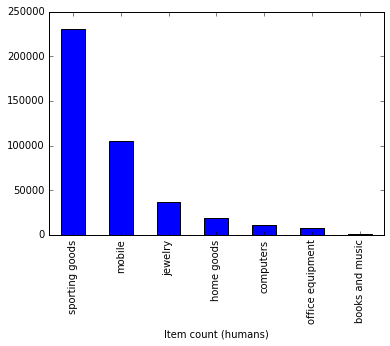 250000
200000
150000
100000
50000
0
sporting goods
mobile
jewelry
home goods
computers
office equipment
books and music
Item count (humans)